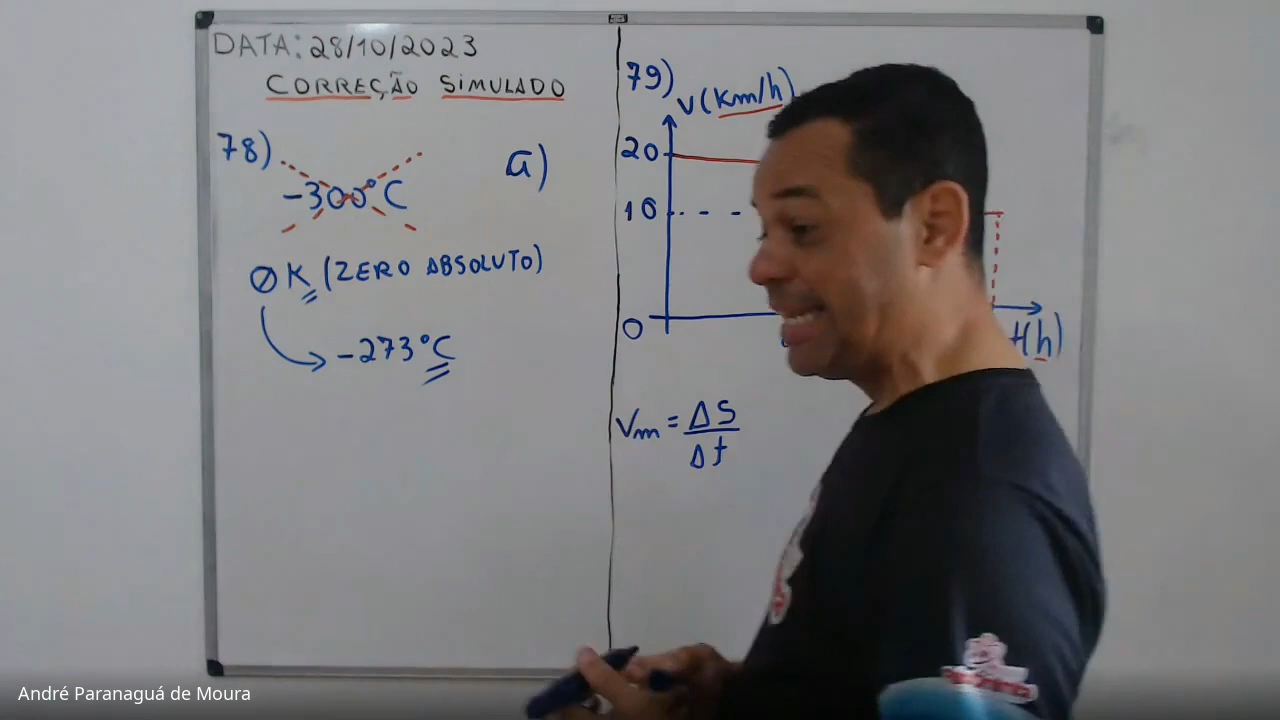 DATA: 28/10/2023
CORREÇÃO SIMULADO
78)
-300°C
a)
0 K (ZERO ABSOLUTO)
-273°C
79)
V(Km/h)
20
10
0
t(h)
Vm = ΔS
Δt
André Paranaguá de Moura